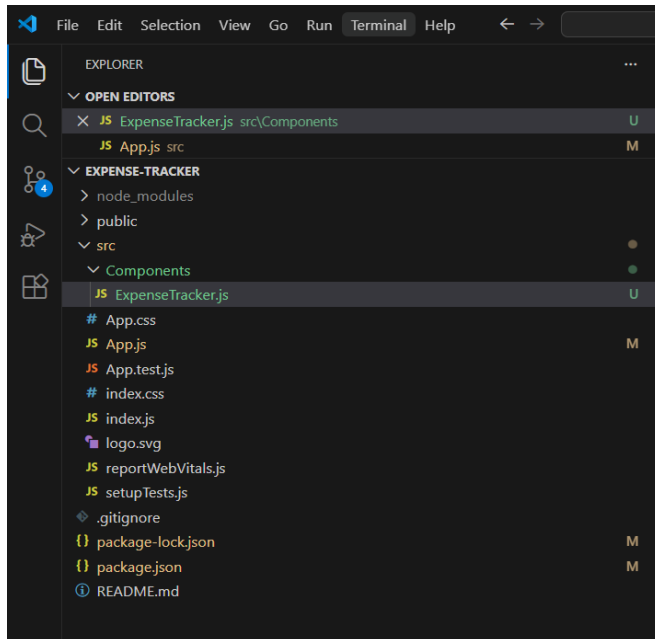 File Edit Selection View Go Run Terminal Help
EXPLORER
OPEN EDITORS
JS ExpenseTracker.js src\Components U
JS App.js src M
EXPENSE-TRACKER
node_modules
public
src
Components
JS ExpenseTracker.js U
# App.css
JS App.js M
JS App.test.js
# index.css
JS index.js
logo.svg
JS reportWebVitals.js
JS setupTests.js
.gitignore
{} package-lock.json M
{} package.json M
README.md
4